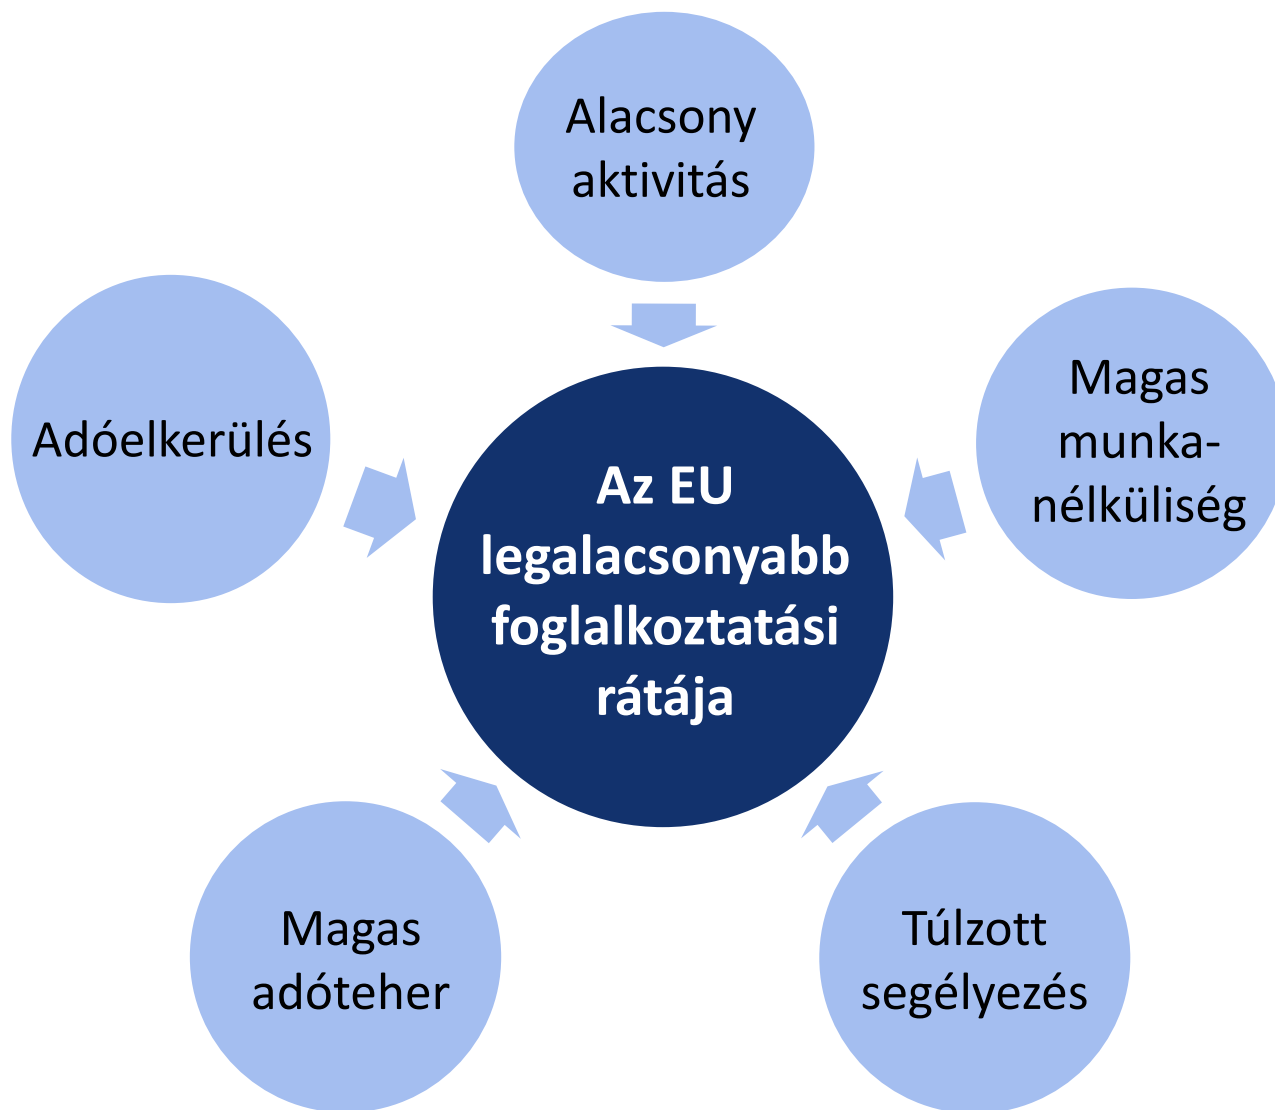 Alacsony
aktivitás
Adóelkerülés
Magas
munka-
nélküliség
Az EU
legalacsonyabb
foglalkoztatási
rátája
Magas
adóteher
Túlzott
segélyezés